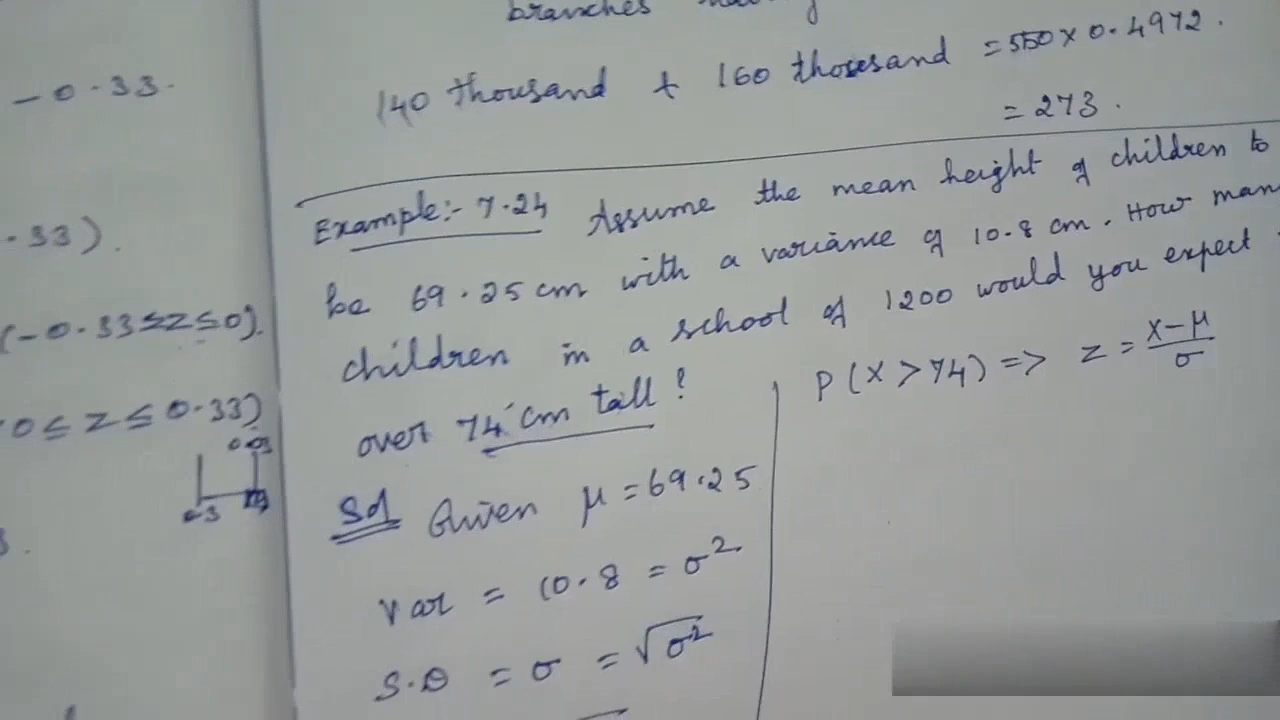 - 0.33.
.33).
(-0.33≤z≤0).
0≤z≤0.33)
branches
140 thousand + 160 thousand = 550 x 0.4972.
= 273.
Example:- 7.24 Assume the mean height of children to
be 69.25 cm with a variance of 10.8 cm. How man
children in a school of 1200 would you expect
over 74 cm tall?
Sol Given μ = 69.25
Var = 10.8 = σ²
S.D = σ = √σ²
P(X > 74) => z = x-μ/σ